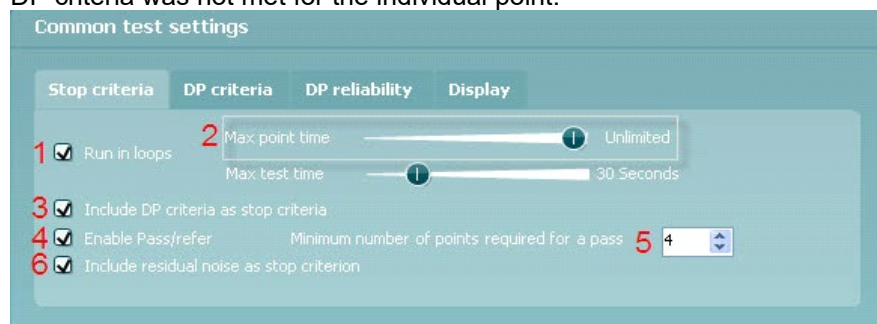 DP criteria was not met for the individual point.
Common test settings
Stop criteria DP criteria DP reliability Display
2 Max point time Unlimited
1 Run in loops
Max test time 30 Seconds
3 Include DP criteria as stop criteria
4 Enable Pass/refer Minimum number of points required for a pass 5 4
6 Include residual noise as stop criterion